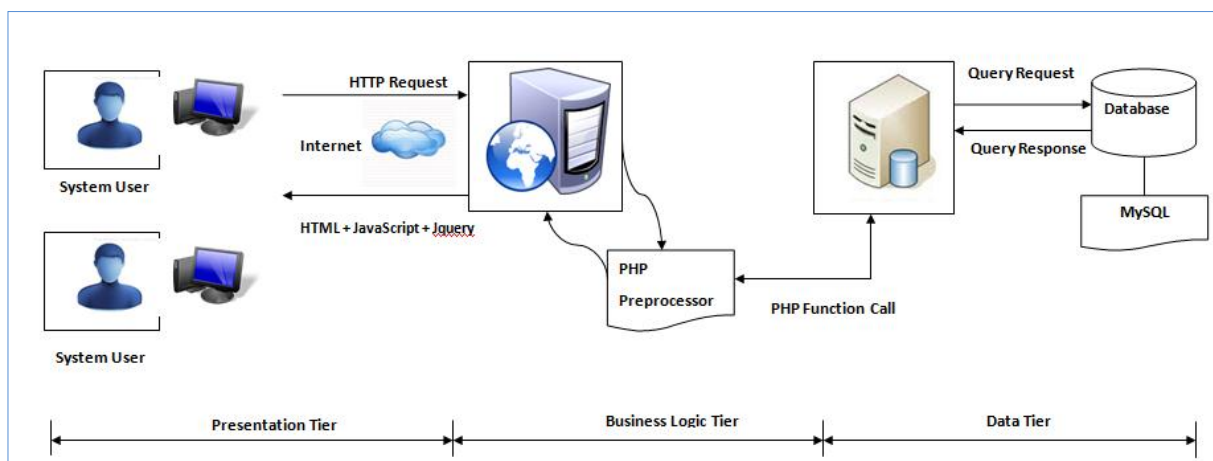 HTTP Request
Internet
System User
HTML + JavaScript + Jquery
System User
PHP
Preprocessor
PHP Function Call
Query Request
Database
Query Response
MySQL
Presentation Tier
Business Logic Tier
Data Tier